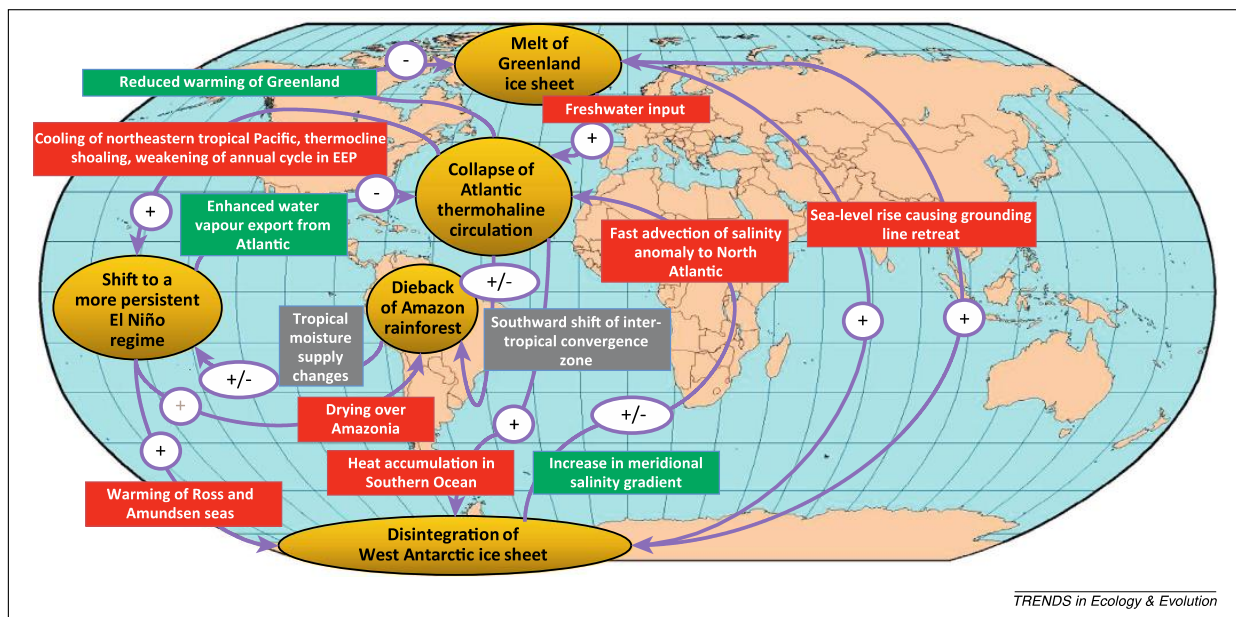 Melt of
Greenland
ice sheet
-
Reduced warming of Greenland
Freshwater input
+
Cooling of northeastern tropical Pacific, thermocline
shoaling, weakening of annual cycle in EEP
Collapse of
Atlantic
thermohaline
circulation
-
+
Enhanced water
vapour export from
Atlantic
Fast advection of salinity
anomaly to North
Atlantic
Sea-level rise causing grounding
line retreat
Shift to a
more persistent
El Niño
regime
Dieback
of Amazon
rainforest
+/-
Tropical
moisture
supply
changes
Southward shift of inter-
tropical convergence
zone
+
+
+/-
+
+/-
Drying over
Amazonia
+
+
Heat accumulation in
Southern Ocean
Increase in meridional
salinity gradient
Warming of Ross and
Amundsen seas
Disintegration of
West Antarctic ice sheet
TRENDS in Ecology & Evolution